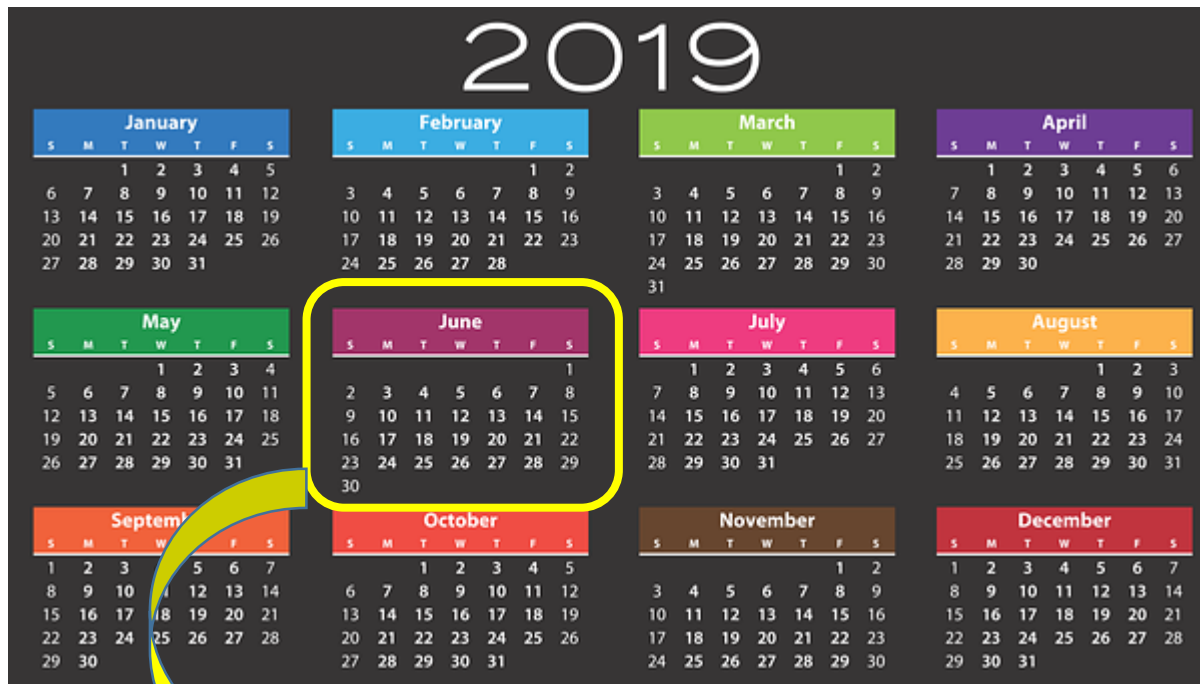 2019
January
S M T W T F S
1 2 3 4 5
6 7 8 9 10 11 12
13 14 15 16 17 18 19
20 21 22 23 24 25 26
27 28 29 30 31
February
S M T W T F S
1 2
3 4 5 6 7 8 9
10 11 12 13 14 15 16
17 18 19 20 21 22 23
24 25 26 27 28
March
S M T W T F S
1 2
3 4 5 6 7 8 9
10 11 12 13 14 15 16
17 18 19 20 21 22 23
24 25 26 27 28 29 30
31
April
S M T W T F S
1 2 3 4 5 6
7 8 9 10 11 12 13
14 15 16 17 18 19 20
21 22 23 24 25 26 27
28 29 30
May
S M T W T F S
1 2 3 4
5 6 7 8 9 10 11
12 13 14 15 16 17 18
19 20 21 22 23 24 25
26 27 28 29 30 31
June
S M T W T F S
1
2 3 4 5 6 7 8
9 10 11 12 13 14 15
16 17 18 19 20 21 22
23 24 25 26 27 28 29
30
July
S M T W T F S
1 2 3 4 5 6
7 8 9 10 11 12 13
14 15 16 17 18 19 20
21 22 23 24 25 26 27
28 29 30 31
August
S M T W T F S
1 2 3
4 5 6 7 8 9 10
11 12 13 14 15 16 17
18 19 20 21 22 23 24
25 26 27 28 29 30 31
Septem
S M T W F S
1 2 3 5 6 7
8 9 10 12 13 14
15 16 17 18 19 20 21
22 23 24 25 26 27 28
29 30
October
S M T W T F S
1 2 3 4 5
6 7 8 9 10 11 12
13 14 15 16 17 18 19
20 21 22 23 24 25 26
27 28 29 30 31
November
S M T W T F S
1 2
3 4 5 6 7 8 9
10 11 12 13 14 15 16
17 18 19 20 21 22 23
24 25 26 27 28 29 30
December
S M T W T F S
1 2 3 4 5 6 7
8 9 10 11 12 13 14
15 16 17 18 19 20 21
22 23 24 25 26 27 28
29 30 31